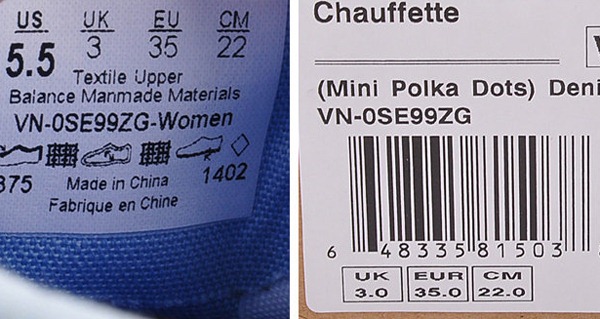 US UK EU CM
5.5 3 35 22
Textile Upper
Balance Manmade Materials
VN-0SE99ZG-Women
375 Made in China 1402
Fabrique en Chine
Chauffette
(Mini Polka Dots) Deni
VN-0SE99ZG
6 48335 81503
UK EUR CM
3.0 35.0 22.0